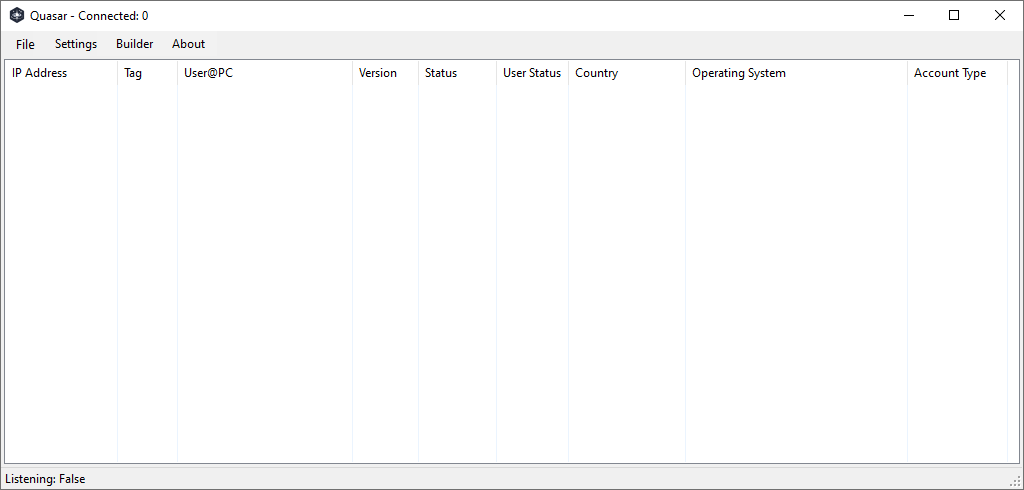 Quasar - Connected: 0
File Settings Builder About
IP Address Tag User@PC Version Status User Status Country Operating System Account Type
Listening: False